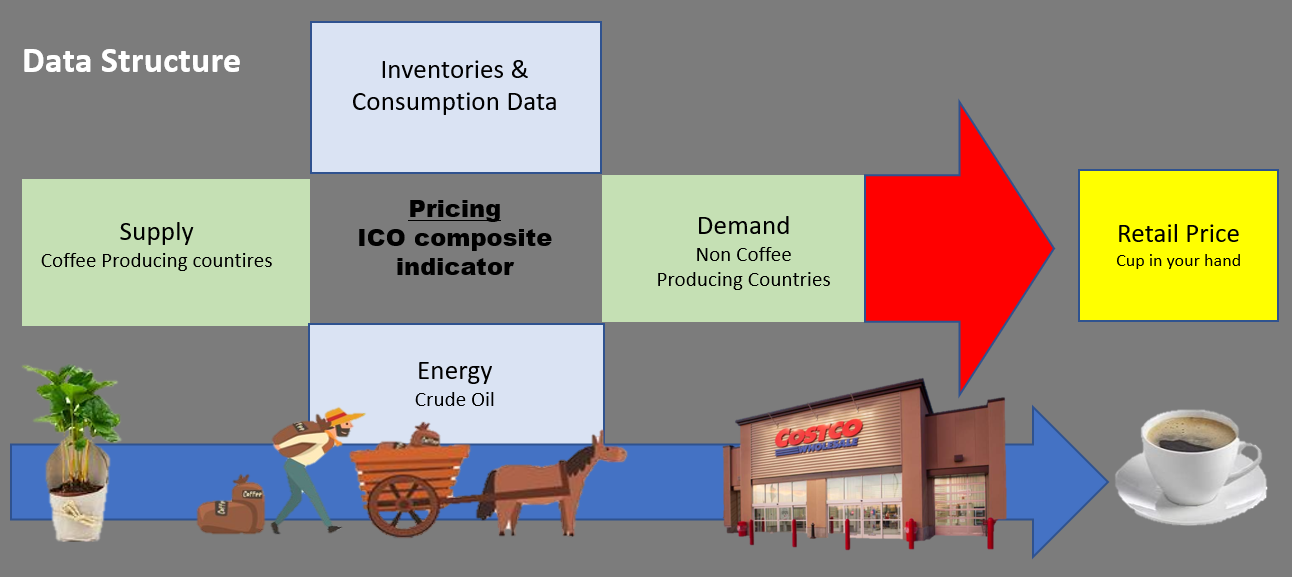 Data Structure
Inventories &
Consumption Data
Supply
Coffee Producing countires
Pricing
ICO composite
indicator
Demand
Non Coffee
Producing Countries
Retail Price
Cup in your hand
Energy
Crude Oil
Coffee
Coffee
COSTCO
WHOLESALE